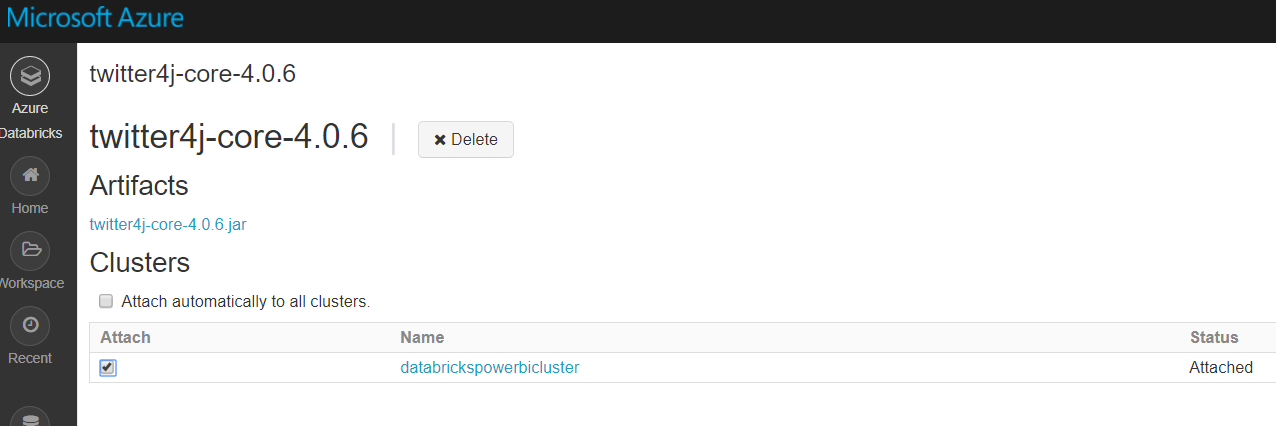 Microsoft Azure
twitter4j-core-4.0.6
Azure
Databricks
twitter4j-core-4.0.6 | ✖ Delete
Artifacts
Home
twitter4j-core-4.0.6.jar
Clusters
Workspace
Attach automatically to all clusters.
Recent
Attach Name Status
databrickspowerbicluster Attached